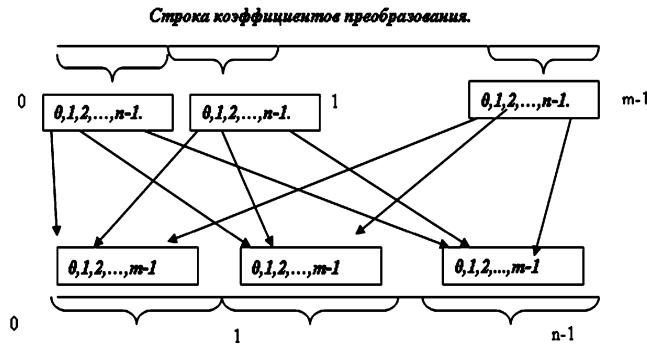 Строка коэффициентов преобразования.
0 0,1,2,…,n-1. 0,1,2,…,n-1. 1 0,1,2,…,n-1. m-1
0,1,2,…,m-1 0,1,2,…,m-1 0,1,2,...,m-1
0 1 n-1